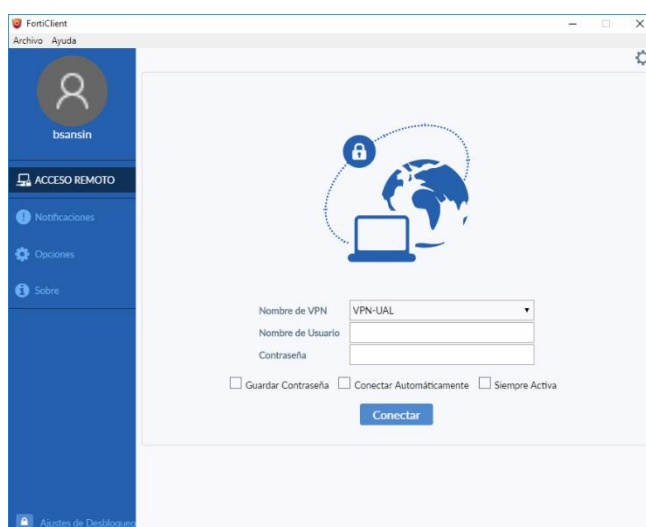 FortiClient
Archivo Ayuda
bsansin
ACCESO REMOTO
Notificaciones
Opciones
Sobre
Nombre de VPN VPN-UAL
Nombre de Usuario
Contraseña
Guardar Contraseña Conectar Automáticamente Siempre Activa
Conectar
Ajustes de Desbloqueo